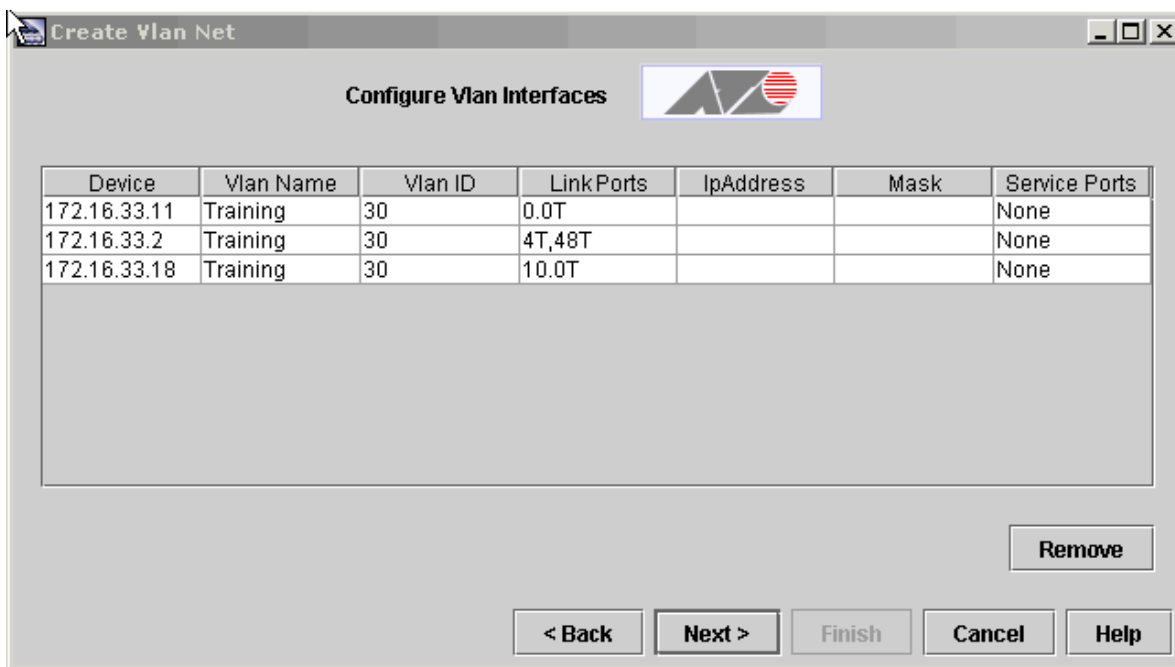 Create Vlan Net
Configure Vlan Interfaces
Device Vlan Name Vlan ID Link Ports IpAddress Mask Service Ports
172.16.33.11 Training 30 0.0T None
172.16.33.2 Training 30 4T,48T None
172.16.33.18 Training 30 10.0T None
Remove
< Back Next > Finish Cancel Help